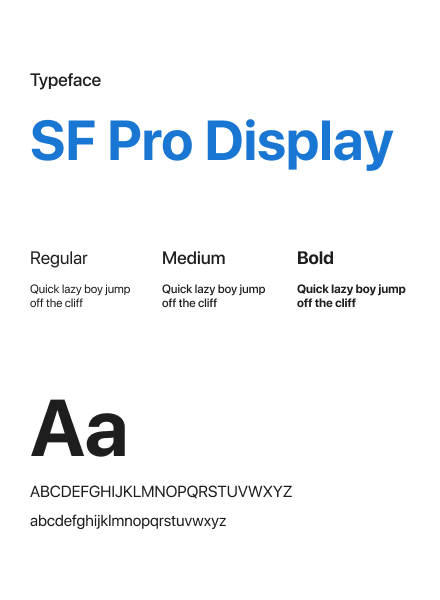 Typeface
SF Pro Display
Regular
Medium
Bold
Quick lazy boy jump
off the cliff
Quick lazy boy jump
off the cliff
Quick lazy boy jump
off the cliff
Aa
ABCDEFGHIJKLMNOPQRSTUVWXYZ
abcdefghijklmnopqrstuvwxyz